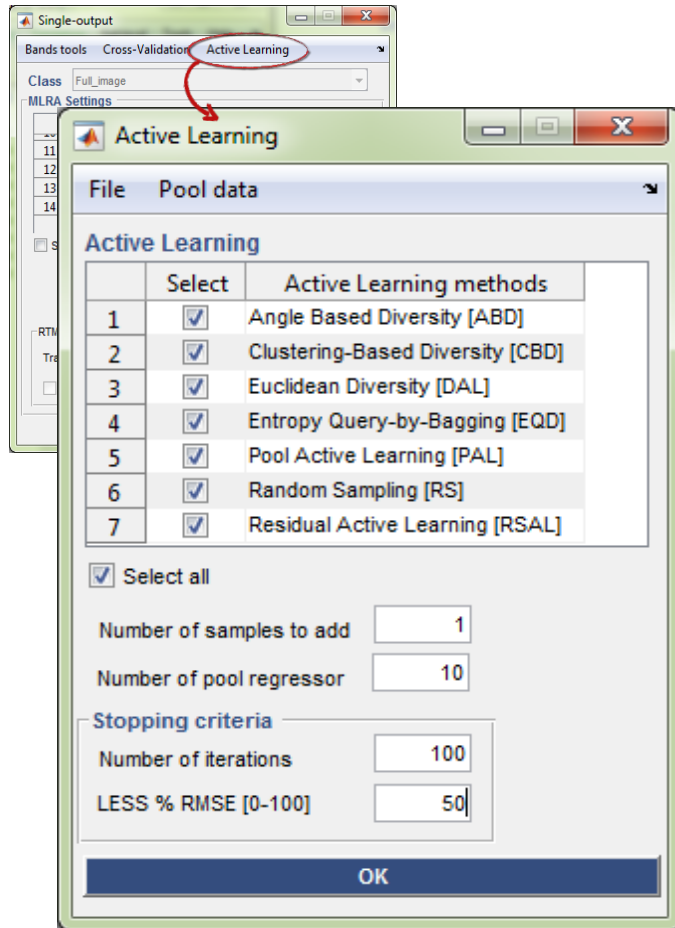 Single-output
Bands tools Cross-Validation Active Learning
Class Full_image
MLRA Settings
11
12
13
14
Active Learning
File Pool data
Active Learning
Select Active Learning methods
1 Angle Based Diversity [ABD]
2 Clustering-Based Diversity [CBD]
3 Euclidean Diversity [DAL]
4 Entropy Query-by-Bagging [EQD]
5 Pool Active Learning [PAL]
6 Random Sampling [RS]
7 Residual Active Learning [RSAL]
Select all
Number of samples to add 1
Number of pool regressor 10
Stopping criteria
Number of iterations 100
LESS % RMSE [0-100] 50
OK